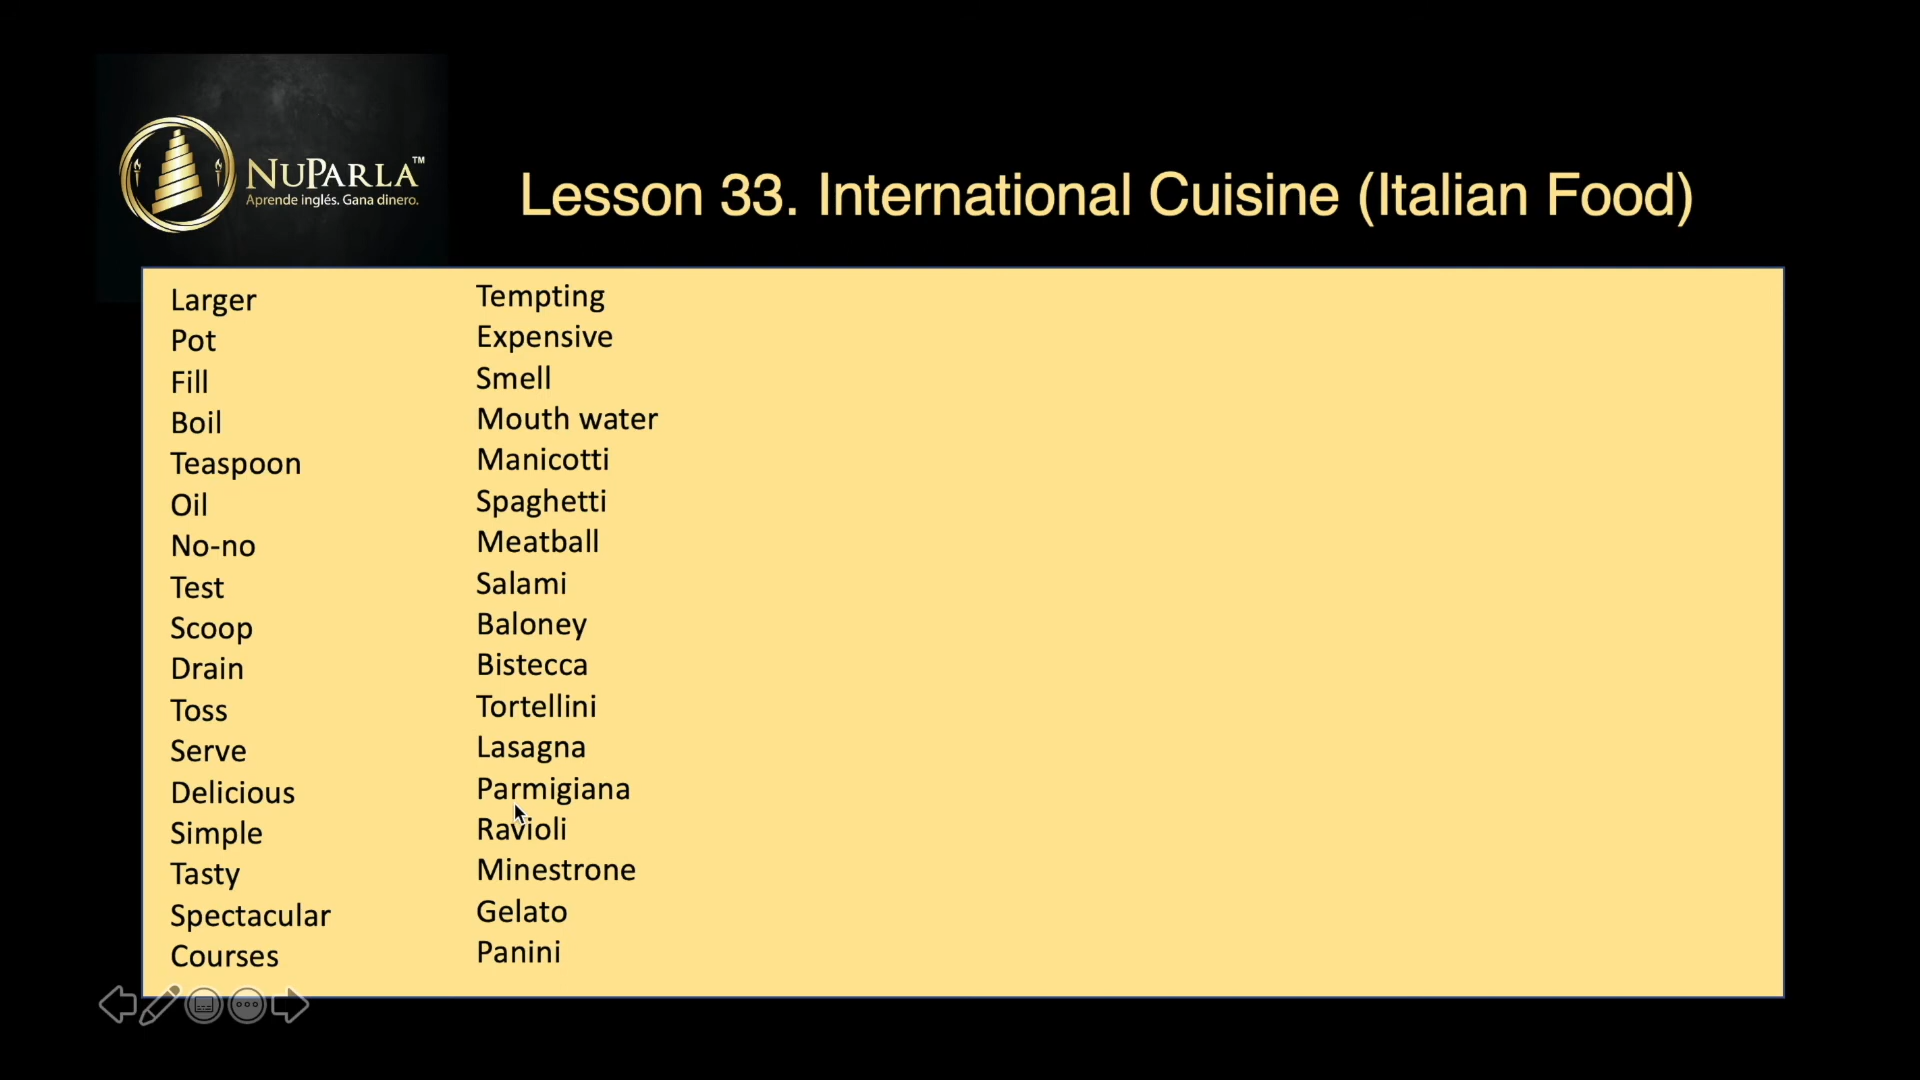 NUPARLA™
Aprende inglés. Gana dinero.
Lesson 33. International Cuisine (Italian Food)
Larger
Pot
Fill
Boil
Teaspoon
Oil
No-no
Test
Scoop
Drain
Toss
Serve
Delicious
Simple
Tasty
Spectacular
Courses
Tempting
Expensive
Smell
Mouth water
Manicotti
Spaghetti
Meatball
Salami
Baloney
Bistecca
Tortellini
Lasagna
Parmigiana
Ravioli
Minestrone
Gelato
Panini